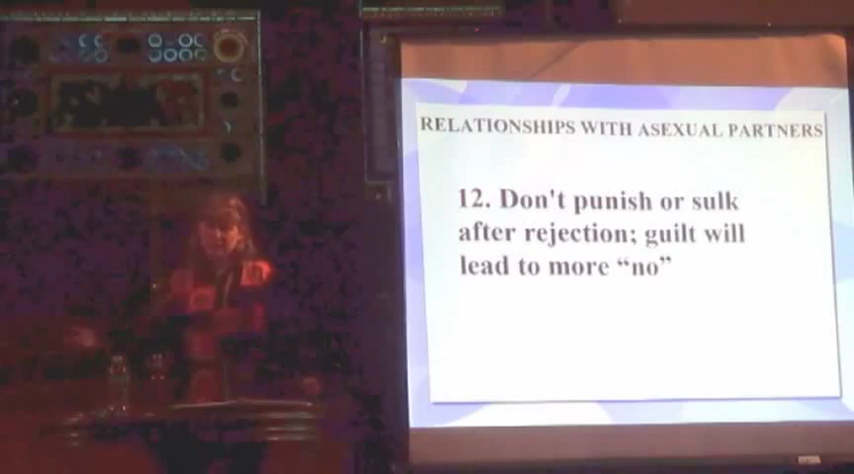 RELATIONSHIPS WITH ASEXUAL PARTNERS
12. Don't punish or sulk
after rejection; guilt will
lead to more “no”